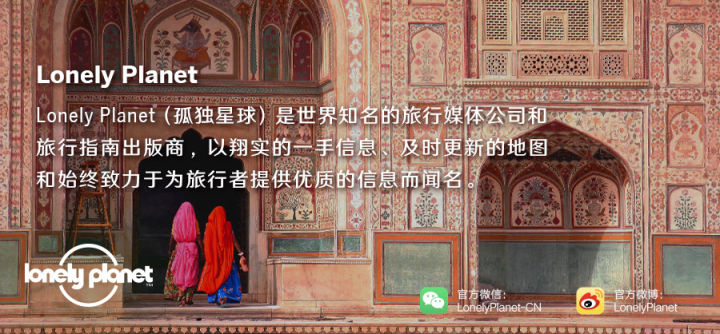 Lonely Planet
Lonely Planet（孤独星球）是世界知名的旅行媒体公司和
旅行指南出版商，以翔实的一手信息、及时更新的地图
和始终致力于为旅行者提供优质的信息而闻名。
lonely planet
官方微信：
LonelyPlanet-CN
官方微博：
LonelyPlanet